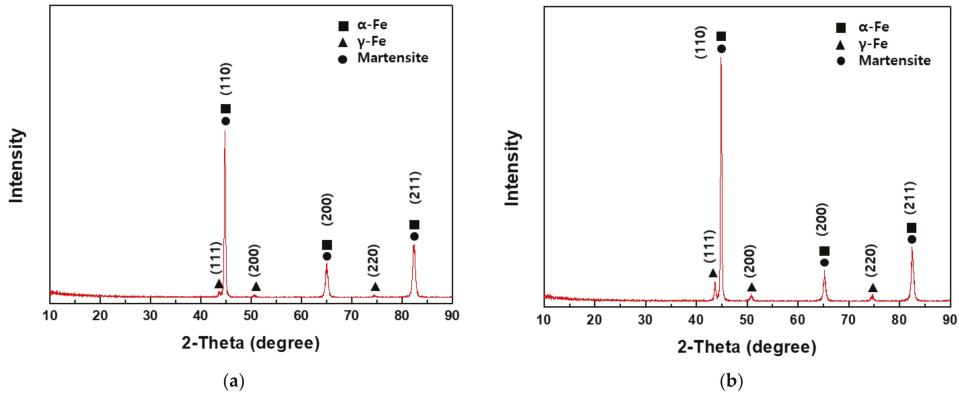 ■ α-Fe
▲ γ-Fe
● Martensite
(110)
(111)
(200)
(200)
(220)
(211)
Intensity
10 20 30 40 50 60 70 80 90
2-Theta (degree)
(a)
■ α-Fe
▲ γ-Fe
● Martensite
(110)
(111)
(200)
(200)
(220)
(211)
Intensity
10 20 30 40 50 60 70 80 90
2-Theta (degree)
(b)